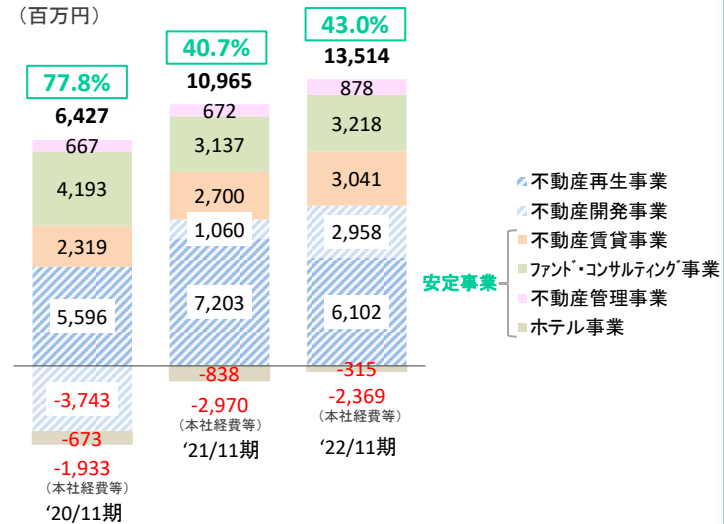 （百万円）
77.8%
6,427
667
4,193
2,319
5,596
-3,743
-673
-1,933
（本社経費等）
‘20/11期
40.7%
10,965
672
3,137
2,700
1,060
7,203
-838
-2,970
（本社経費等）
‘21/11期
43.0%
13,514
878
3,218
3,041
2,958
6,102
-315
-2,369
（本社経費等）
‘22/11期
不動産再生事業
不動産開発事業
不動産賃貸事業
ﾌｧﾝﾄﾞ･ｺﾝｻﾙﾃｨﾝｸﾞ事業
不動産管理事業
ホテル事業
安定事業